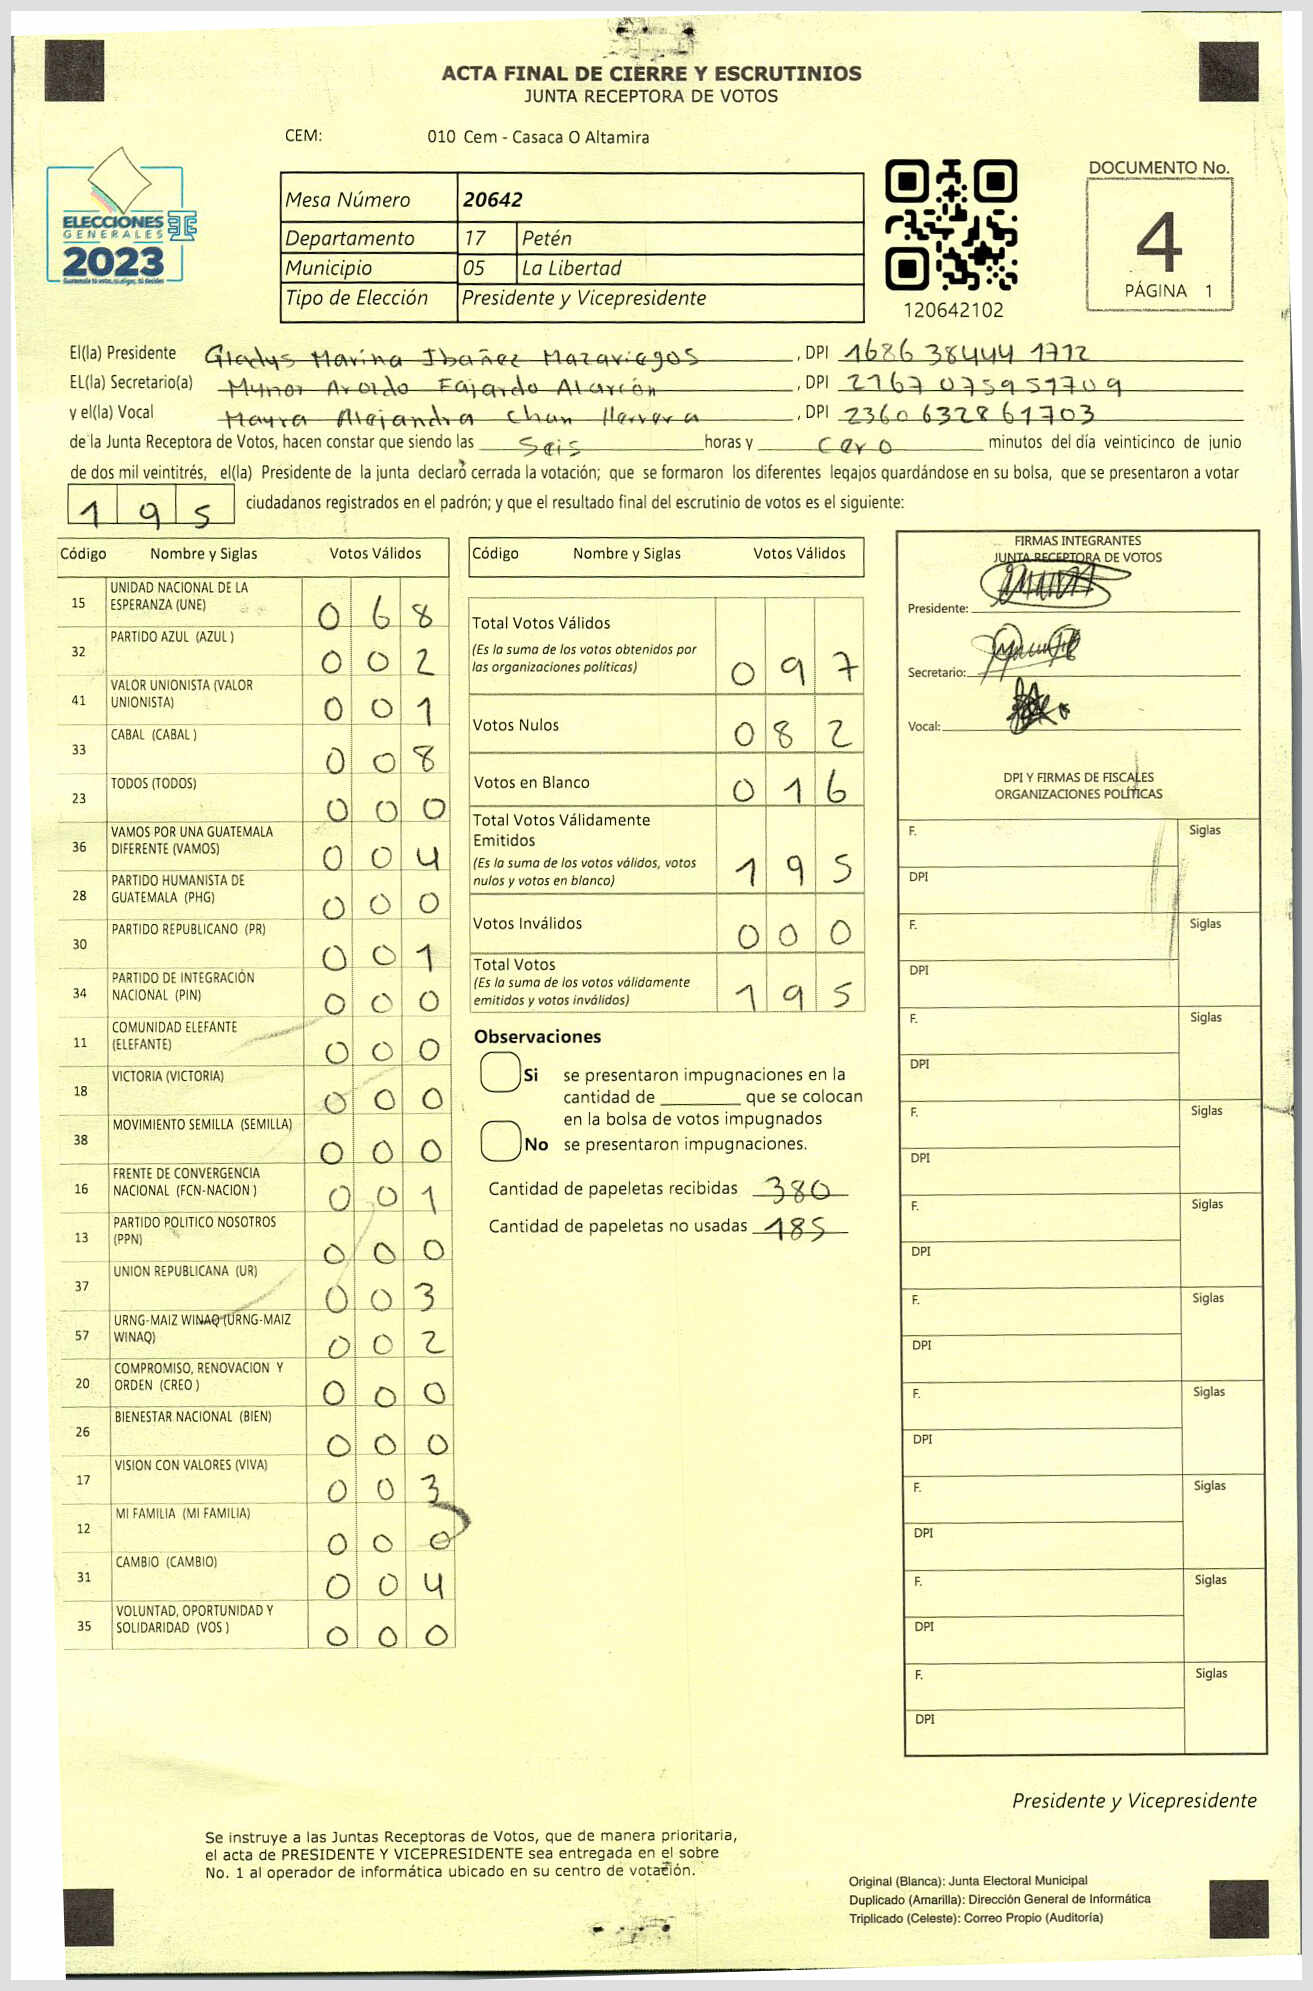 ACTA FINAL DE CIERRE Y ESCRUTINIOS
JUNTA RECEPTORA DE VOTOS
CEM: 010 Cem - Casaca O Altamira
ELECCIONES
GENERALES
2023
Mesa Número 20642
Departamento 17 Petén
Municipio 05 La Libertad
Tipo de Elección Presidente y Vicepresidente
120642102
DOCUMENTO No.
4
PÁGINA 1
El(la) Presidente Gladys Marina Ibañez Mazariegos, DPI 1686 38444 1712
EL(la) Secretario(a) Mynor Aroldo Fajardo Alarcón, DPI 2167 07595 1709
y el(la) Vocal Mayra Alejandra Chan Herrera, DPI 2360 63286 1703
de la Junta Receptora de Votos, hacen constar que siendo las Seis horas y Cero minutos del día veinticinco de junio
de dos mil veintitrés, el(la) Presidente de la junta declaró cerrada la votación; que se formaron los diferentes legajos guardándose en su bolsa, que se presentaron a votar
195 ciudadanos registrados en el padrón; y que el resultado final del escrutinio de votos es el siguiente:
Código Nombre y Siglas Votos Válidos
15 UNIDAD NACIONAL DE LA
ESPERANZA (UNE) 0 6 8
32 PARTIDO AZUL (AZUL ) 0 0 2
41 VALOR UNIONISTA (VALOR
UNIONISTA) 0 0 1
33 CABAL (CABAL ) 0 0 8
23 TODOS (TODOS) 0 0 0
36 VAMOS POR UNA GUATEMALA
DIFERENTE (VAMOS) 0 0 4
28 PARTIDO HUMANISTA DE
GUATEMALA (PHG) 0 0 0
30 PARTIDO REPUBLICANO (PR) 0 0 1
34 PARTIDO DE INTEGRACIÓN
NACIONAL (PIN) 0 0 0
11 COMUNIDAD ELEFANTE
(ELEFANTE) 0 0 0
18 VICTORIA (VICTORIA) 0 0 0
38 MOVIMIENTO SEMILLA (SEMILLA) 0 0 0
16 FRENTE DE CONVERGENCIA
NACIONAL (FCN-NACION ) 0 0 1
13 PARTIDO POLITICO NOSOTROS
(PPN) 0 0 0
37 UNION REPUBLICANA (UR) 0 0 3
57 URNG-MAIZ WINAQ (URNG-MAIZ
WINAQ) 0 0 2
20 COMPROMISO, RENOVACION Y
ORDEN (CREO ) 0 0 0
26 BIENESTAR NACIONAL (BIEN) 0 0 0
17 VISION CON VALORES (VIVA) 0 0 3
12 MI FAMILIA (MI FAMILIA) 0 0 0
31 CAMBIO (CAMBIO) 0 0 4
35 VOLUNTAD, OPORTUNIDAD Y
SOLIDARIDAD (VOS ) 0 0 0
Código Nombre y Siglas Votos Válidos
Total Votos Válidos
(Es la suma de los votos obtenidos por
las organizaciones políticas) 0 9 7
Votos Nulos 0 8 2
Votos en Blanco 0 1 6
Total Votos Válidamente
Emitidos
(Es la suma de los votos válidos, votos
nulos y votos en blanco) 1 9 5
Votos Inválidos 0 0 0
Total Votos
(Es la suma de los votos válidamente
emitidos y votos inválidos) 1 9 5
Observaciones
Si se presentaron impugnaciones en la
cantidad de ________ que se colocan
en la bolsa de votos impugnados
No se presentaron impugnaciones.
Cantidad de papeletas recibidas 380
Cantidad de papeletas no usadas 185
FIRMAS INTEGRANTES
JUNTA RECEPTORA DE VOTOS
Presidente:
Secretario:
Vocal:
DPI Y FIRMAS DE FISCALES
ORGANIZACIONES POLÍTICAS
F. Siglas
DPI
F. Siglas
DPI
F. Siglas
DPI
F. Siglas
DPI
F. Siglas
DPI
F. Siglas
DPI
F. Siglas
DPI
F. Siglas
DPI
F. Siglas
DPI
F. Siglas
DPI
Presidente y Vicepresidente
Se instruye a las Juntas Receptoras de Votos, que de manera prioritaria,
el acta de PRESIDENTE Y VICEPRESIDENTE sea entregada en el sobre
No. 1 al operador de informática ubicado en su centro de votación.
Original (Blanca): Junta Electoral Municipal
Duplicado (Amarilla): Dirección General de Informática
Triplicado (Celeste): Correo Propio (Auditoría)